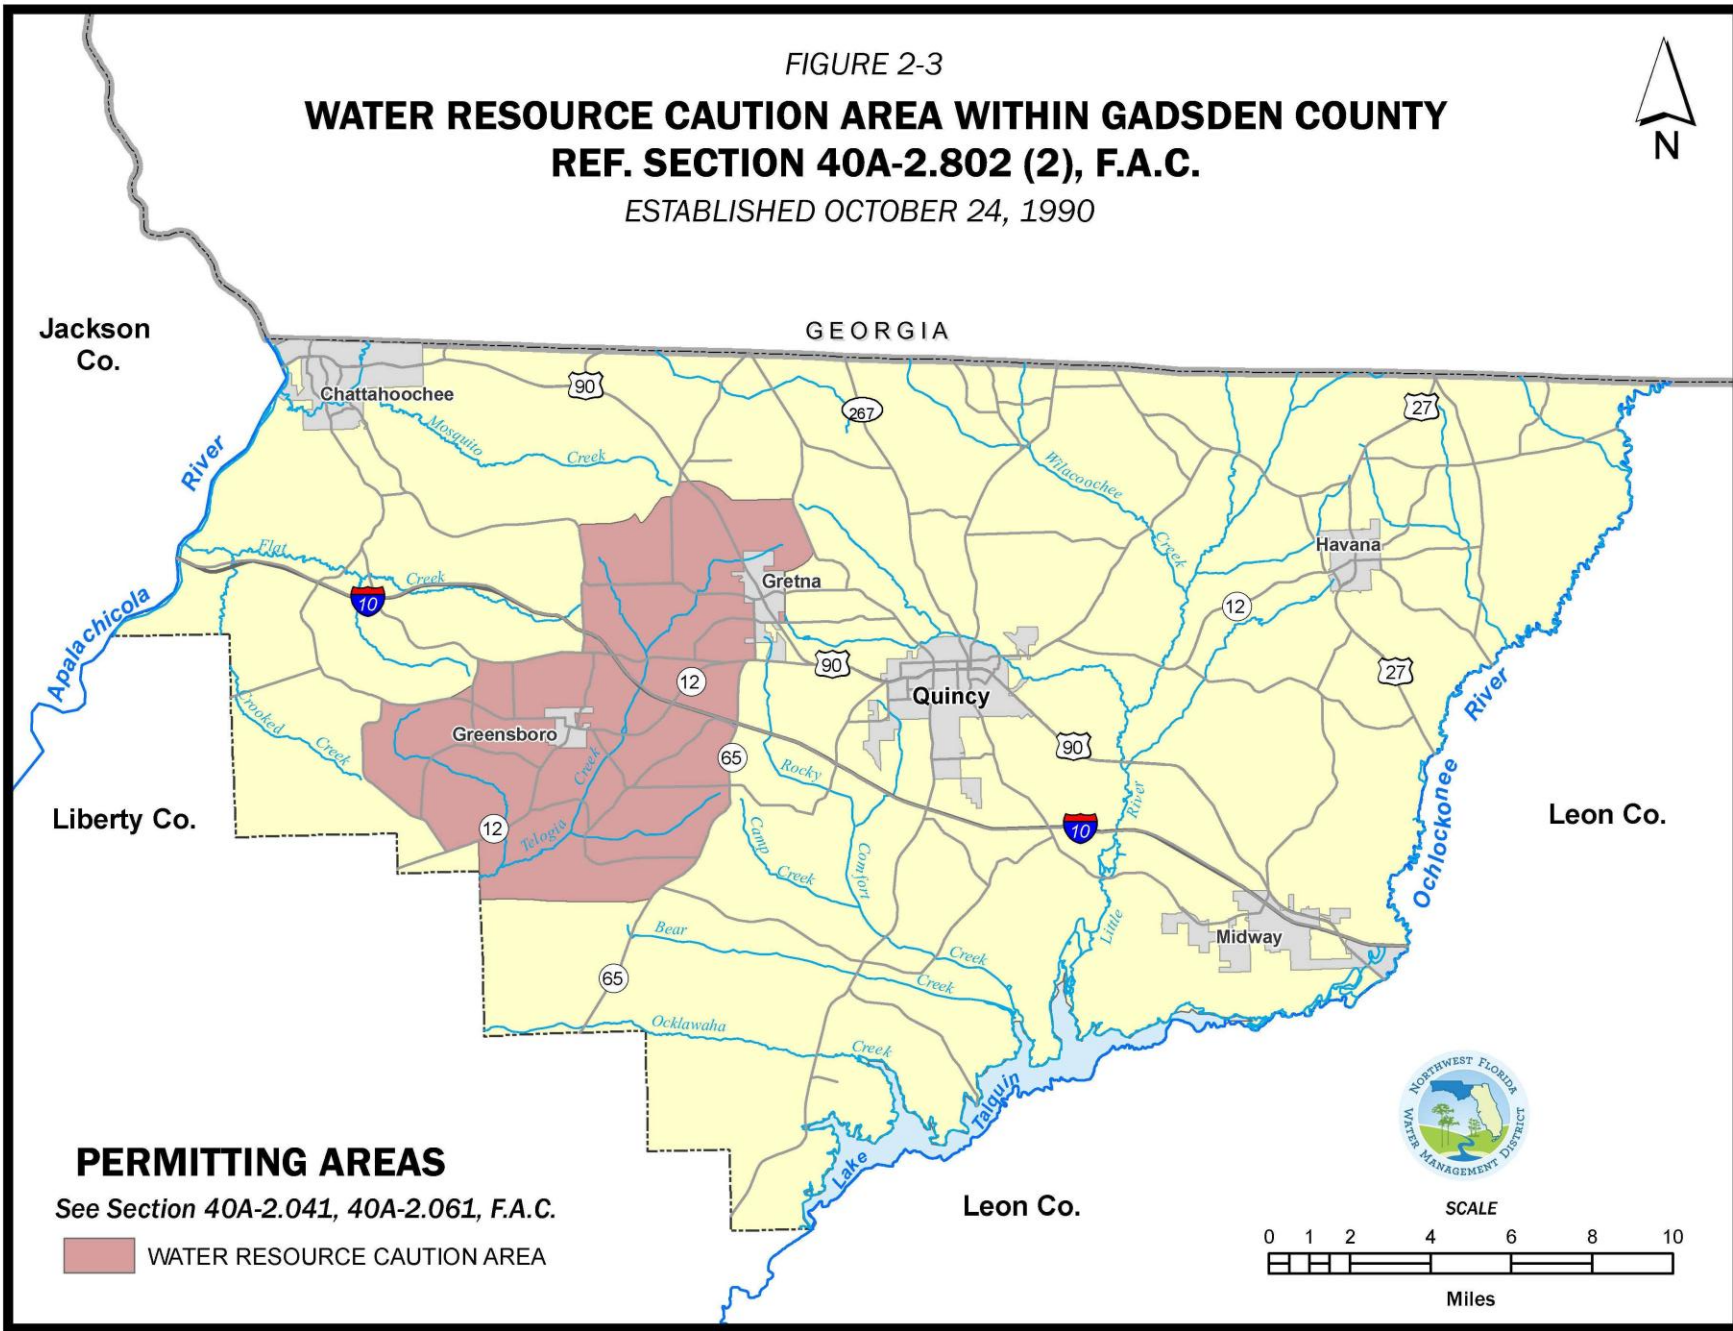 FIGURE 2-3
WATER RESOURCE CAUTION AREA WITHIN GADSDEN COUNTY
REF. SECTION 40A-2.802 (2), F.A.C.
ESTABLISHED OCTOBER 24, 1990
N
Jackson
Co.
GEORGIA
Chattahoochee
90
267
27
Mosquito
Creek
River
Wilacoochee
Creek
Flat
Creek
10
Havana
Gretna
12
Apalachicola
90
12
27
Quincy
River
Crooked
Creek
Greensboro
Creek
65
Rocky
90
Liberty Co.
12
Telogia
Camp
Creek
Comfort
River
10
Leon Co.
Ochlockonee
Little
Midway
Bear
Creek
Creek
65
Ocklawaha
Creek
Talquin
Lake
Leon Co.
NORTHWEST FLORIDA
WATER MANAGEMENT DISTRICT
PERMITTING AREAS
See Section 40A-2.041, 40A-2.061, F.A.C.
WATER RESOURCE CAUTION AREA
SCALE
0 1 2 4 6 8 10
Miles